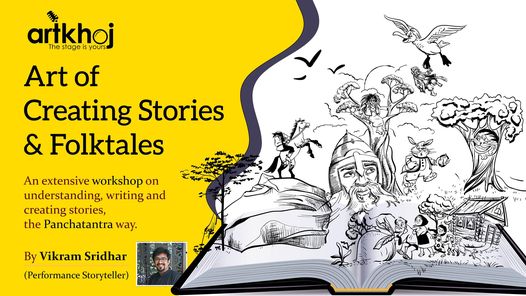 artkhoj
The stage is yours
Art of
Creating Stories
& Folktales
An extensive workshop on
understanding, writing and
creating stories,
the Panchatantra way.
By Vikram Sridhar
(Performance Storyteller)